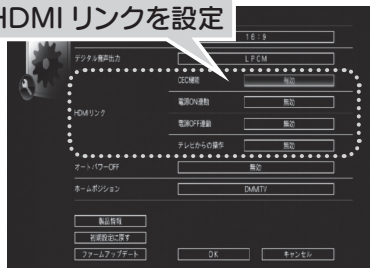 HDMI リンクを設定
16:9
デジタル音声出力
LPCM
CEC機能
有効
電源ON連動
無効
HDMIリンク
電源OFF連動
無効
テレビからの操作
無効
オートパワーOFF
無効
ホームポジション
DMM/TV
製品情報
初期設定に戻す
ファームアップデート
OK
キャンセル